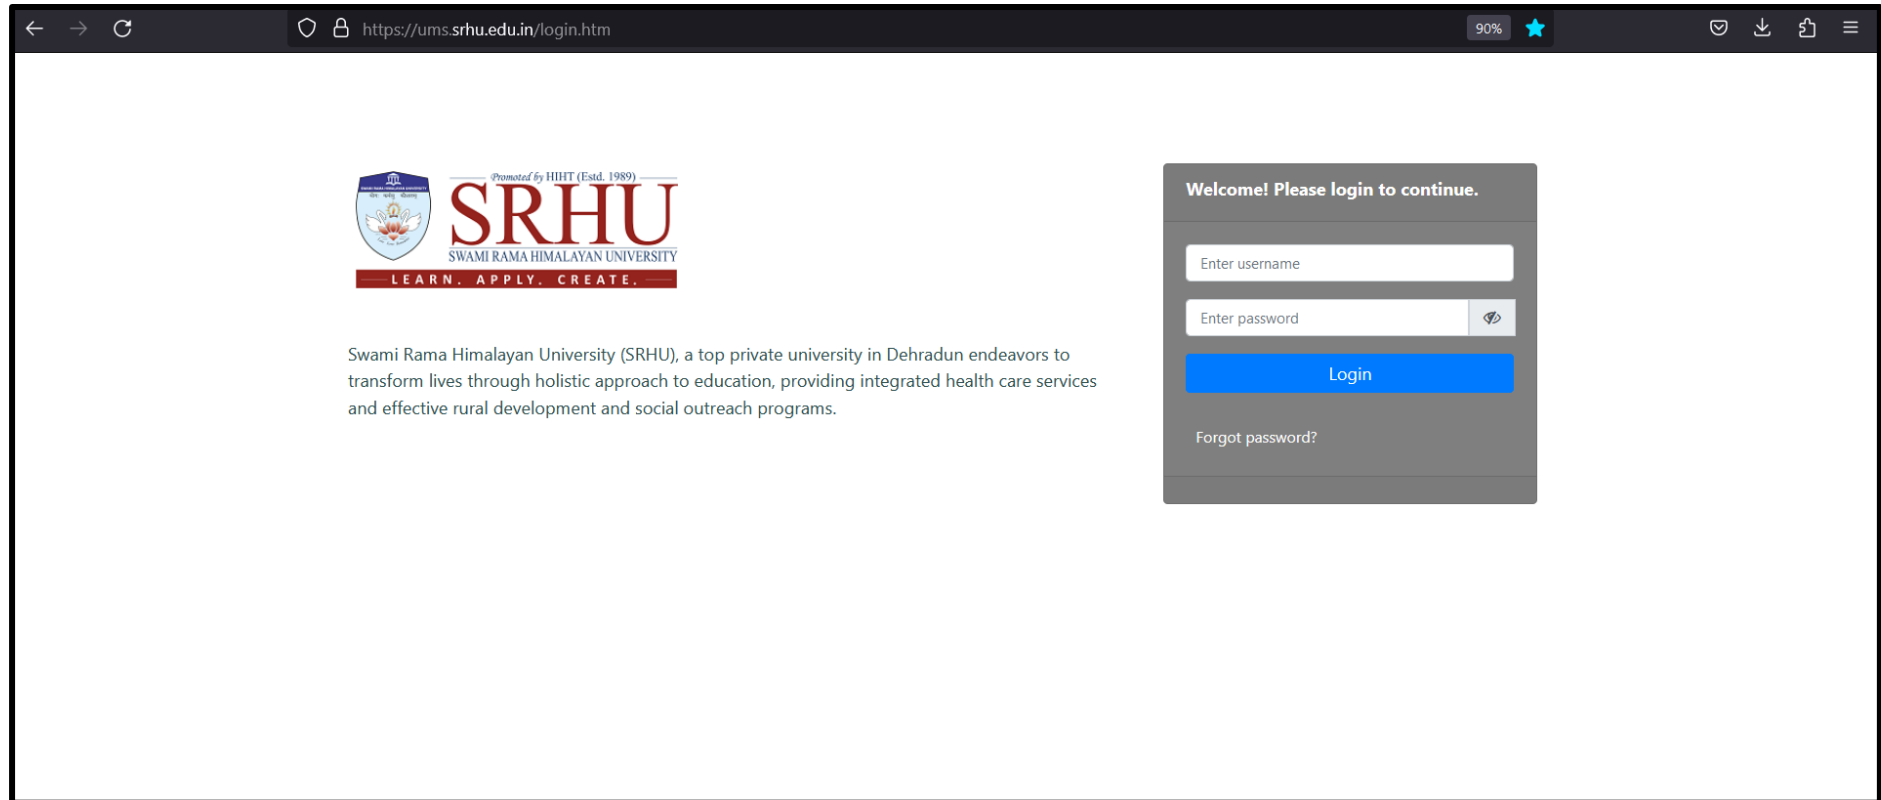 https://ums.srhu.edu.in/login.htm
90%
Promoted by HIHT (Estd. 1989)
SRHU
SWAMI RAMA HIMALAYAN UNIVERSITY
LEARN. APPLY. CREATE.
Swami Rama Himalayan University (SRHU), a top private university in Dehradun endeavors to
transform lives through holistic approach to education, providing integrated health care services
and effective rural development and social outreach programs.
Welcome! Please login to continue.
Enter username
Enter password
Login
Forgot password?